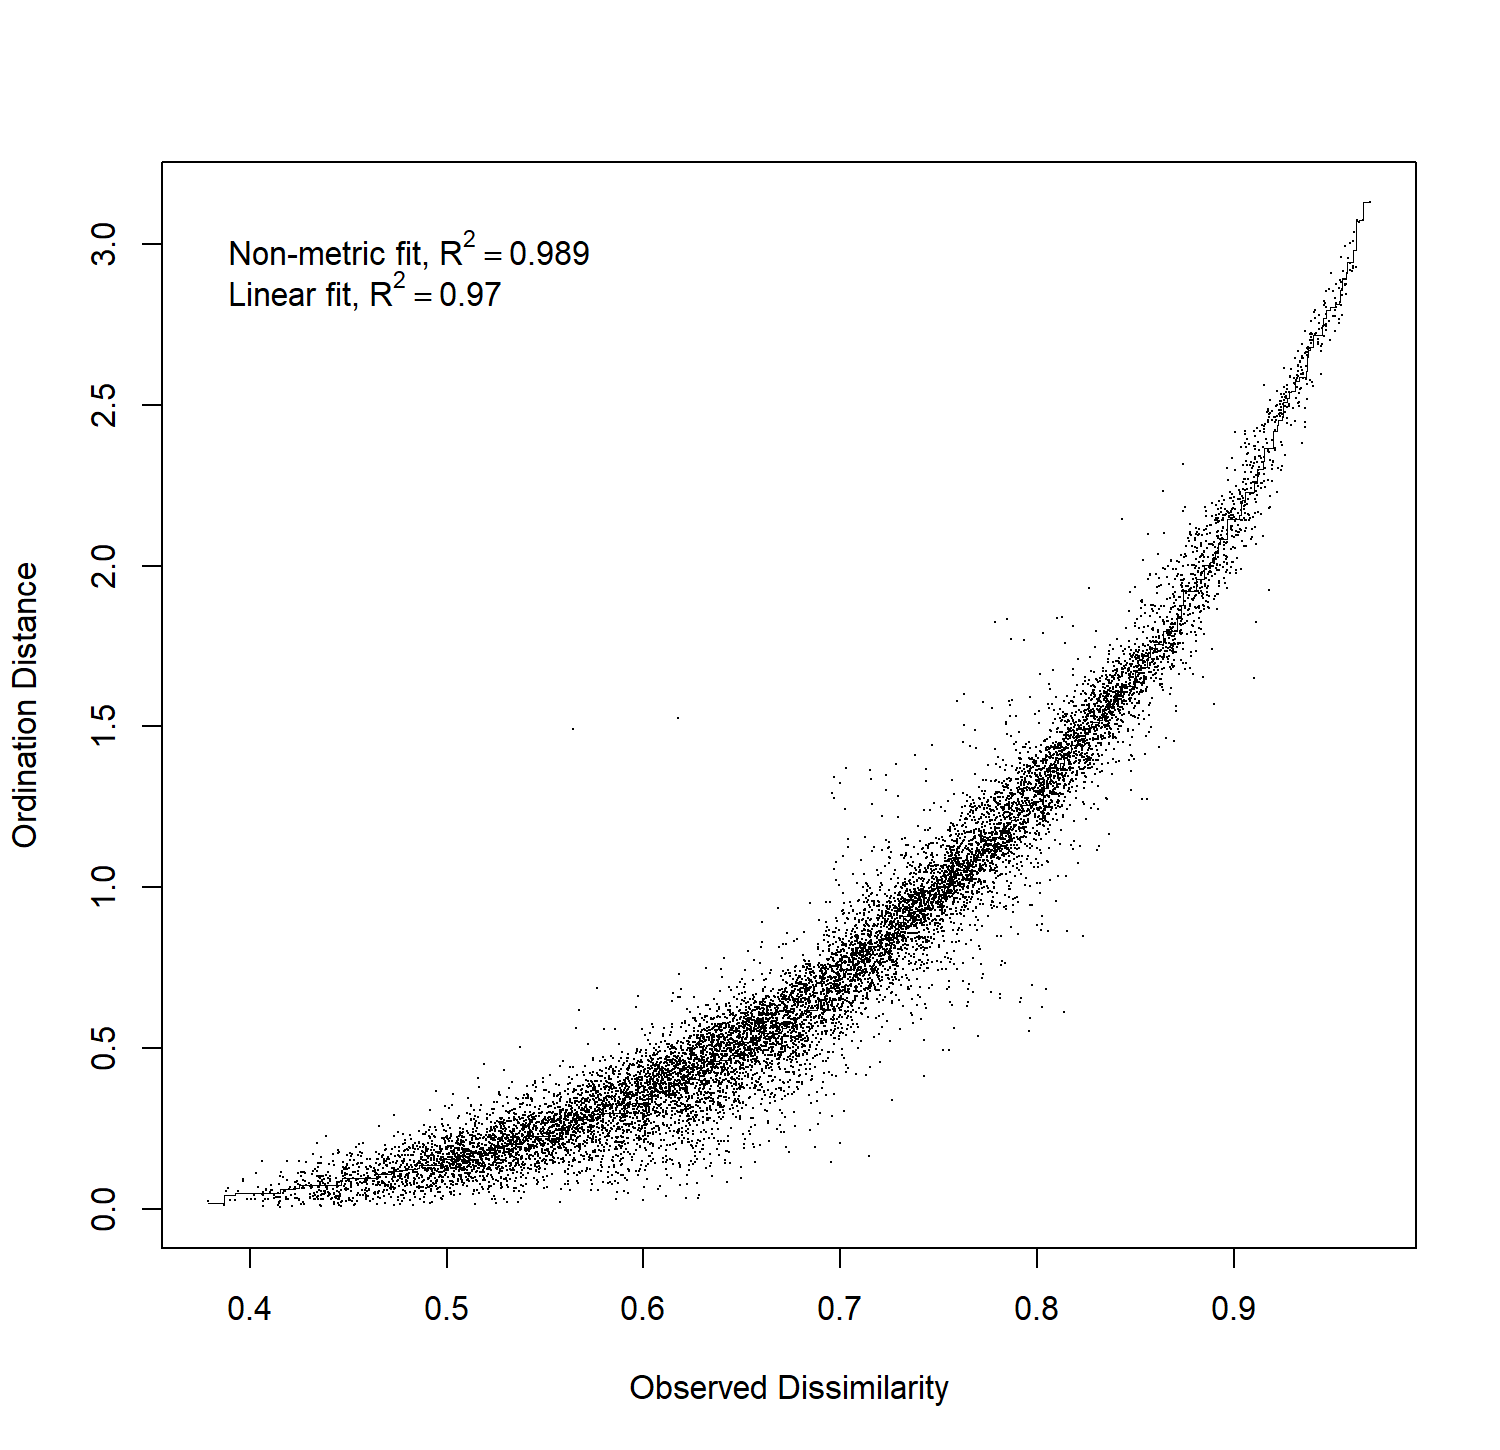 Non-metric fit, R² = 0.989
Linear fit, R² = 0.97
Ordination Distance
3.0
2.5
2.0
1.5
1.0
0.5
0.0
0.4 0.5 0.6 0.7 0.8 0.9
Observed Dissimilarity